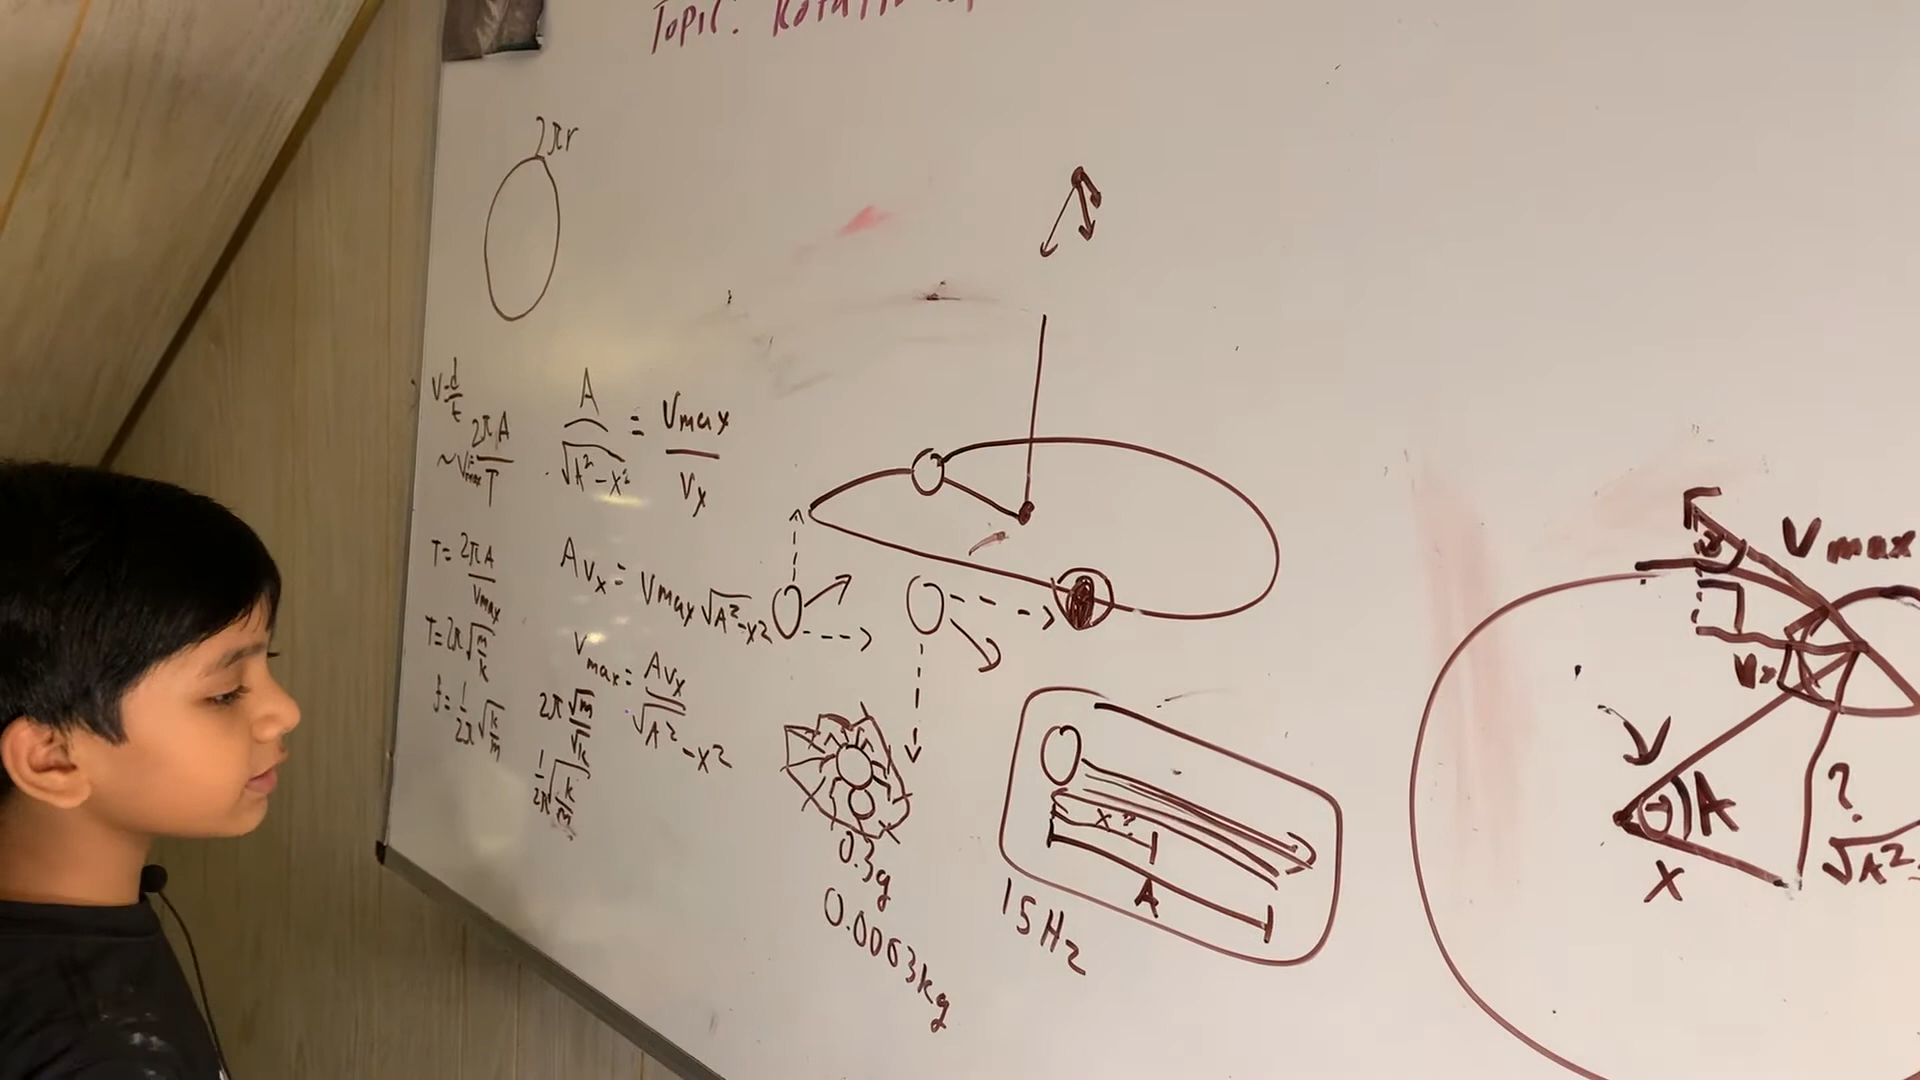 Topic:
2πr
V=d/t
~Vmax=2πA/T
T=2πA/Vmax
T=2π√m/k
f=1/2π√k/m
A/√A²-x² = Vmax/Vx
AVx = Vmax√A²-x²
Vmax = AVx/√A²-x²
2π√m/√k
1/2π√k/m
0.3g
0.0003kg
15Hz
x?
A
Vmax
Vx
θ
A
x
?
√A²-